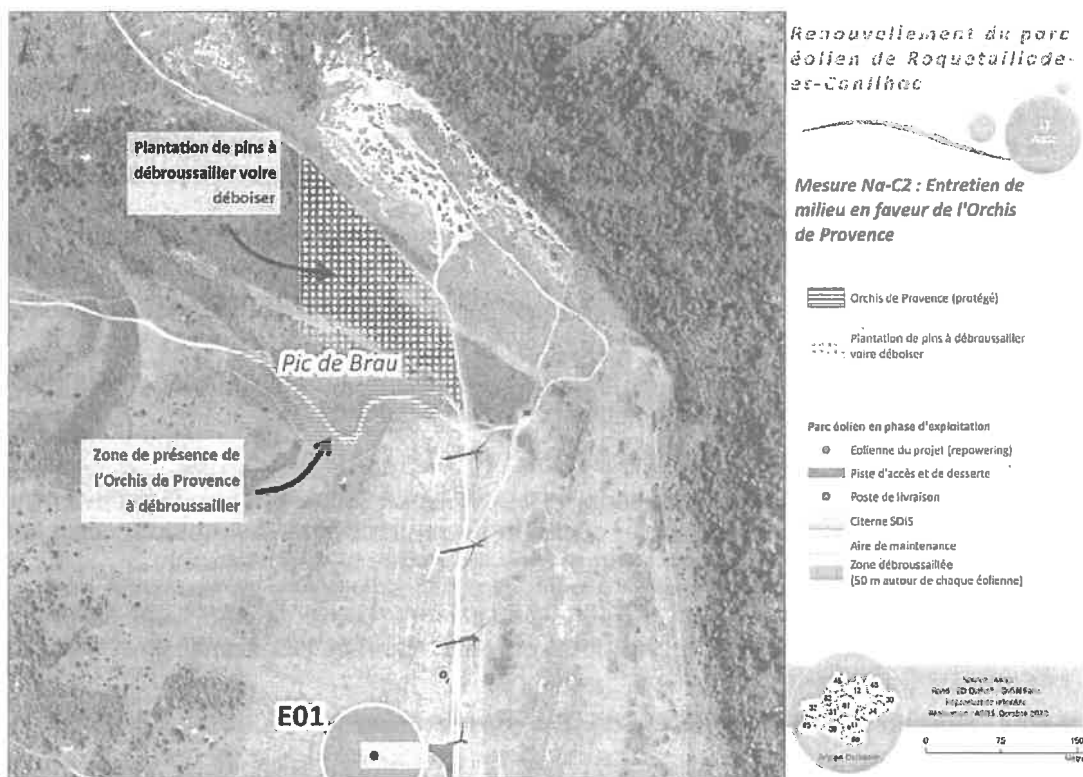 Renouvellement du parc
éolien de Roquetaillade-
et-Conilhac
Mesure Na-C2 : Entretien de
milieu en faveur de l'Orchis
de Provence
Orchis de Provence (protégé)
Plantation de pins à débroussailler
voire déboiser
Parc éolien en phase d'exploitation
Eolienne du projet (repowering)
Piste d'accès et de desserte
Poste de livraison
Citerne SDIS
Aire de maintenance
Zone débroussaillée
(50 m autour de chaque éolienne)
Plantation de pins à
débroussailler voire
déboiser
Pic de Brau
Zone de présence de
l'Orchis de Provence
à débroussailler
E01
0 75 150